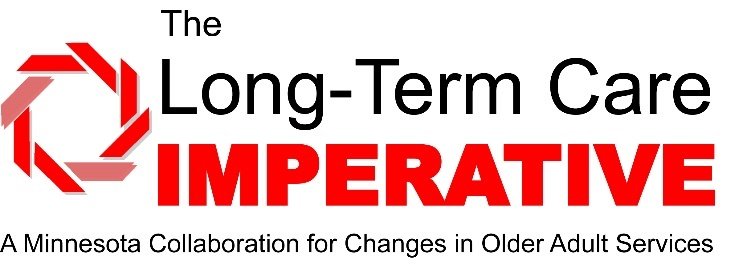 The
Long-Term Care
IMPERATIVE
A Minnesota Collaboration for Changes in Older Adult Services